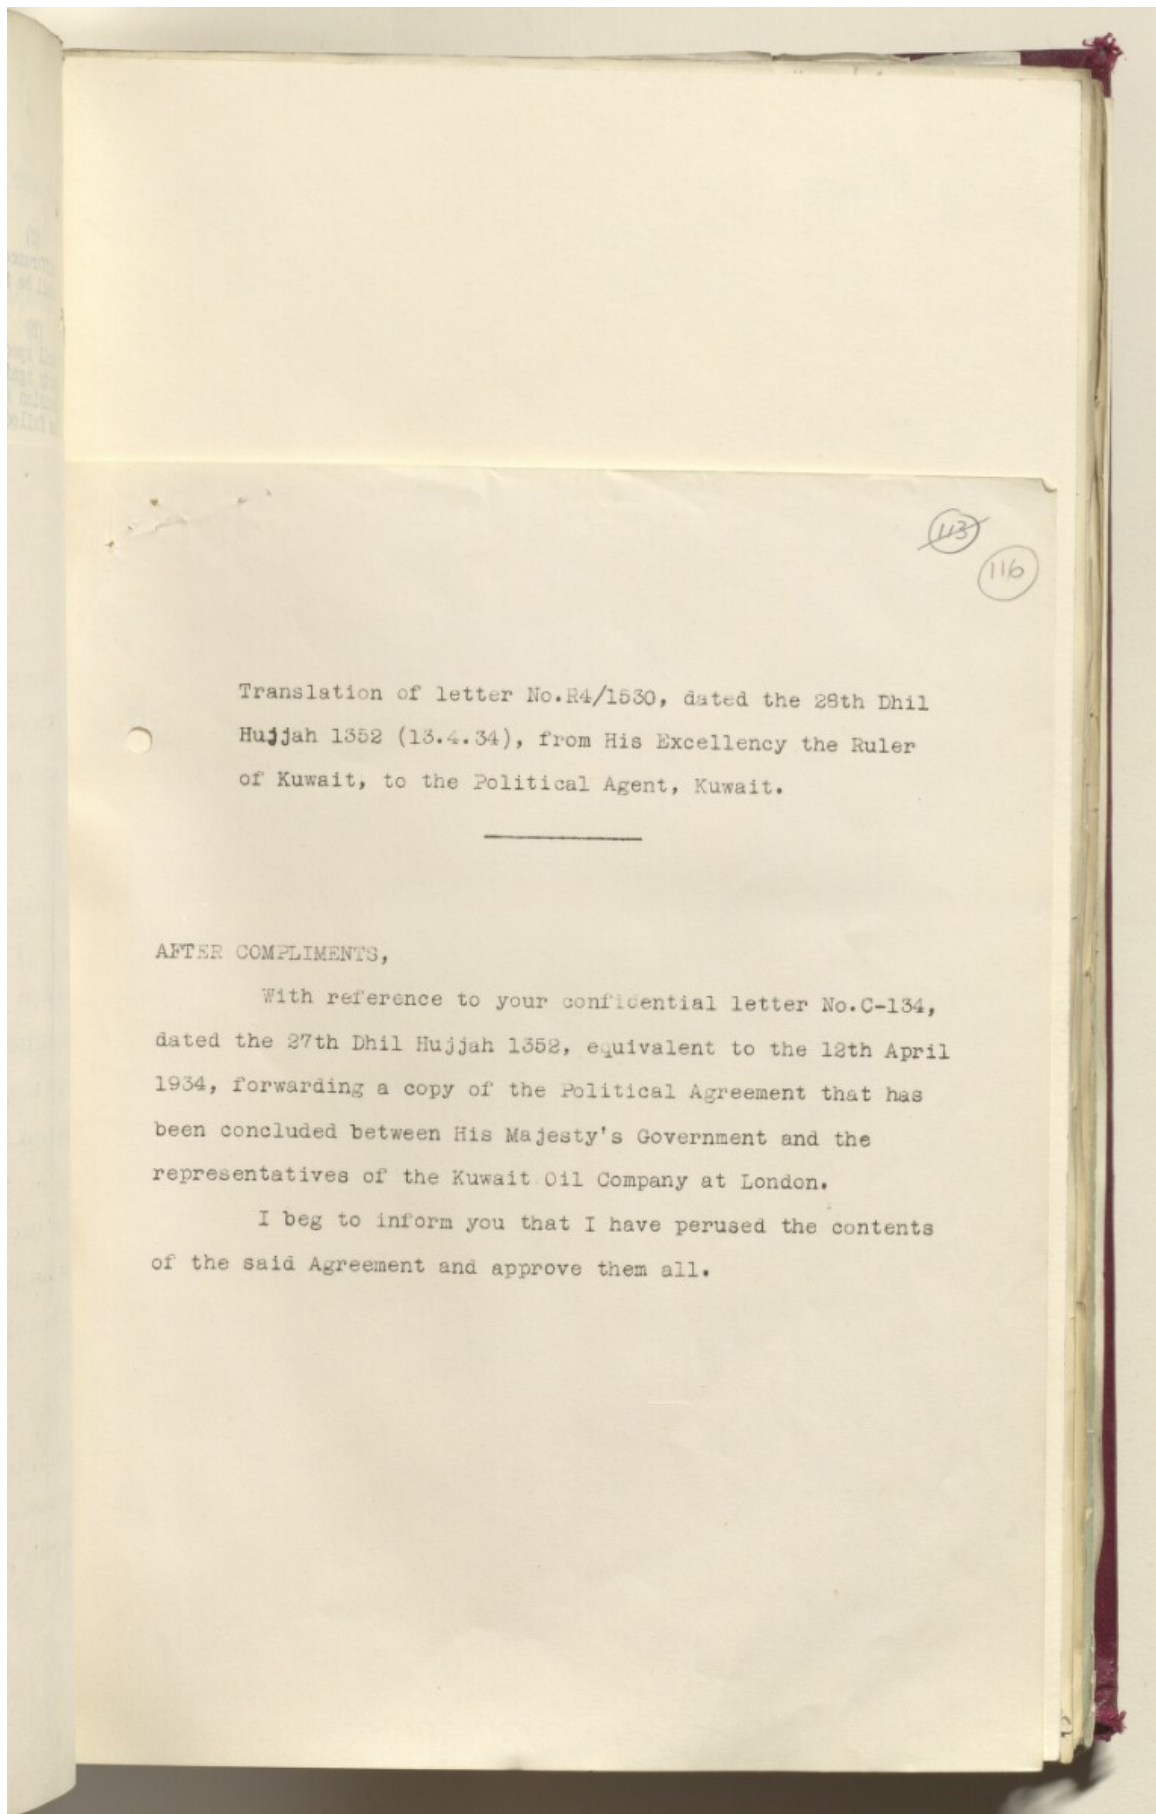 113
116
Translation of letter No.R4/1530, dated the 28th Dhil
Hujjah 1352 (13.4.34), from His Excellency the Ruler
of Kuwait, to the Political Agent, Kuwait.
AFTER COMPLIMENTS,
With reference to your confidential letter No.C-134,
dated the 27th Dhil Hujjah 1352, equivalent to the 12th April
1934, forwarding a copy of the Political Agreement that has
been concluded between His Majesty's Government and the
representatives of the Kuwait Oil Company at London.
I beg to inform you that I have perused the contents
of the said Agreement and approve them all.